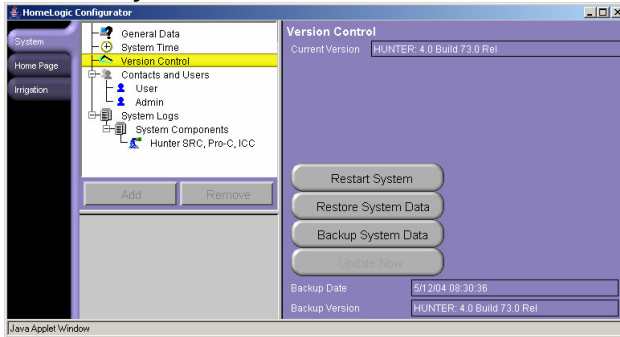 HomeLogic Configurator
System
Home Page
Irrigation
General Data
System Time
Version Control
Contacts and Users
User
Admin
System Logs
System Components
Hunter SRC, Pro-C, ICC
Add Remove
Version Control
Current Version HUNTER: 4.0 Build 73.0 Rel
Restart System
Restore System Data
Backup System Data
Update Now
Backup Date 5/12/04 08:30:36
Backup Version HUNTER: 4.0 Build 73.0 Rel
Java Applet Window